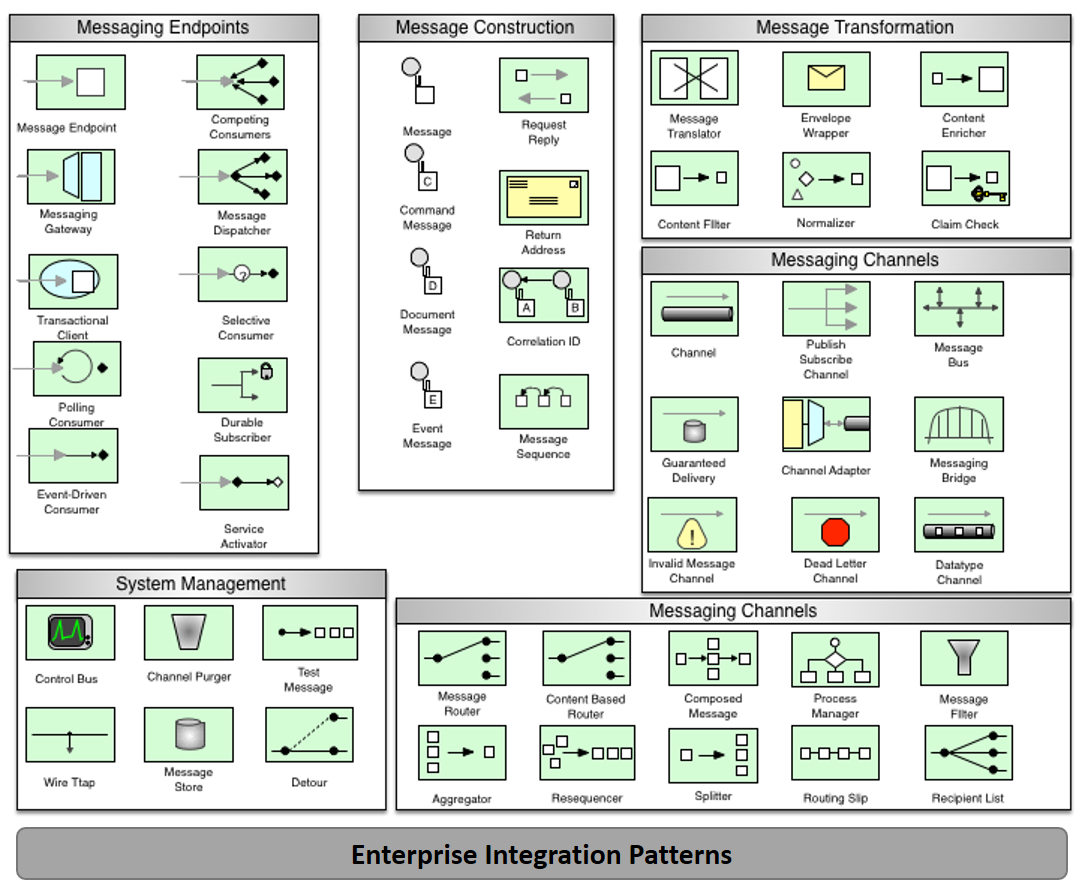 Messaging Endpoints
Message Endpoint
Competing
Consumers
Messaging
Gateway
Message
Dispatcher
Transactional
Client
?
Selective
Consumer
Polling
Consumer
Durable
Subscriber
Event-Driven
Consumer
Service
Activator
Message Construction
Message
Request
Reply
C
Command
Message
Return
Address
D
Document
Message
A
B
Correlation ID
E
Event
Message
Message
Sequence
Message Transformation
Message
Translator
Envelope
Wrapper
Content
Enricher
Content FIlter
Normalizer
Claim Check
Messaging Channels
Channel
Publish
Subscribe
Channel
Message
Bus
Guaranteed
Delivery
Channel Adapter
Messaging
Bridge
!
Invalid Message
Channel
Dead Letter
Channel
Datatype
Channel
System Management
Control Bus
Channel Purger
Test
Message
Wire Ttap
Message
Store
Detour
Messaging Channels
Message
Router
Content Based
Router
Composed
Message
Process
Manager
Message
FIlter
Aggregator
Resequencer
Splitter
Routing Slip
Recipient List
Enterprise Integration Patterns